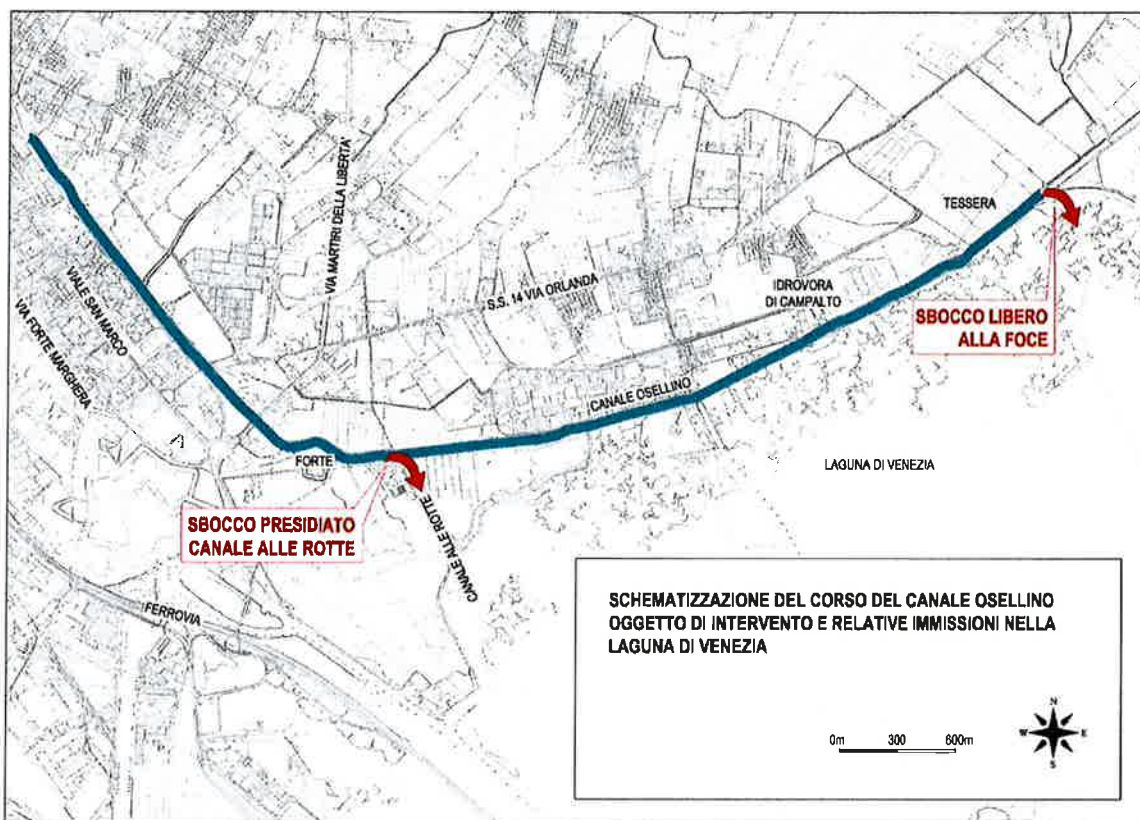 VIA MARTIRI DELLA LIBERTA'
TESSERA
VIALE SAN MARCO
VIA FORTE MARGHERA
S.S. 14 VIA ORLANDA
IDROVORA
DI CAMPALTO
SBOCCO LIBERO
ALLA FOCE
CANALE OSELLINO
FORTE
LAGUNA DI VENEZIA
SBOCCO PRESIDIATO
CANALE ALLE ROTTE
CANALE ALLE ROTTE
FERROVIA
SCHEMATIZZAZIONE DEL CORSO DEL CANALE OSELLINO
OGGETTO DI INTERVENTO E RELATIVE IMMISSIONI NELLA
LAGUNA DI VENEZIA
N
W E
S
0m 300 600m